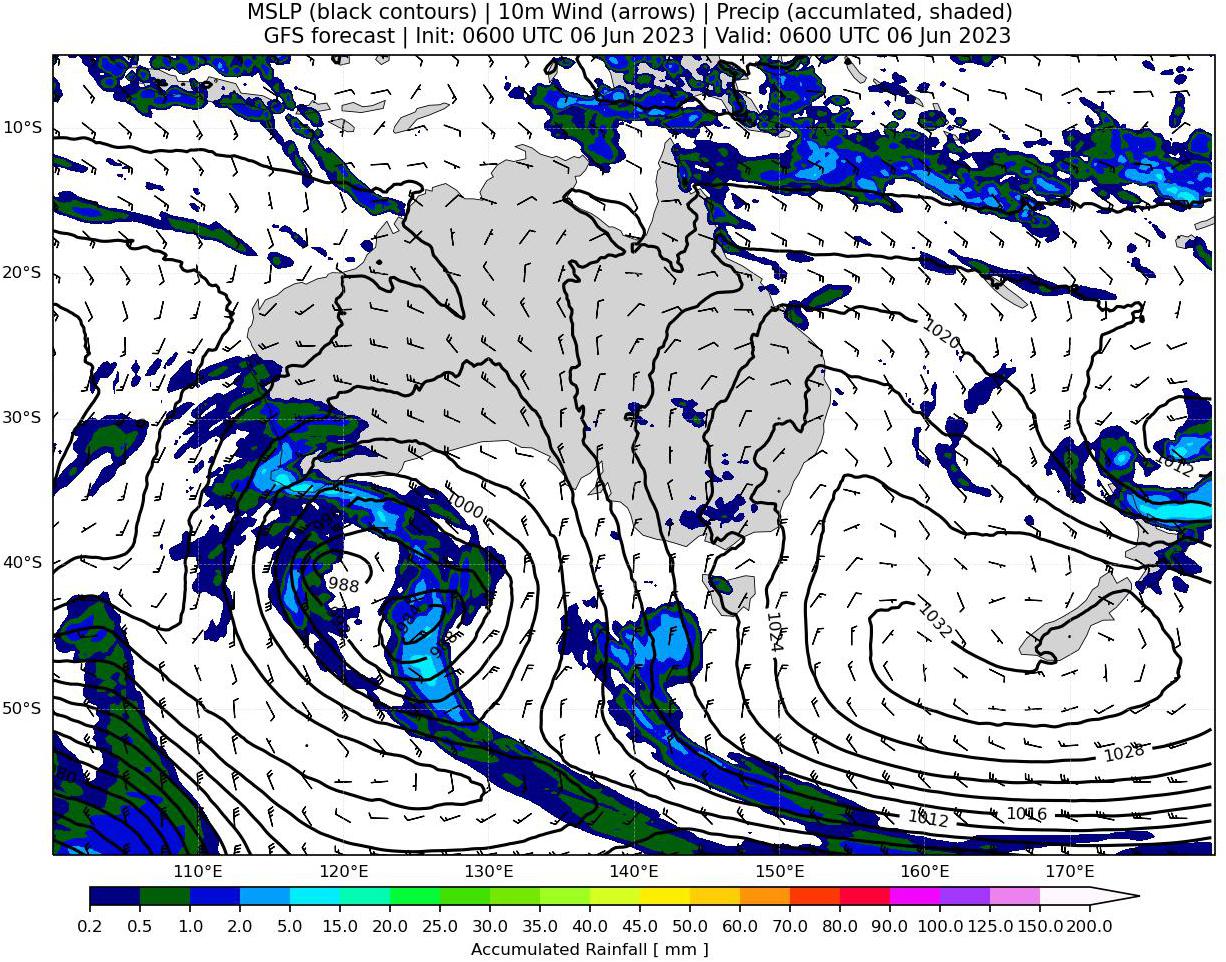 MSLP (black contours) | 10m Wind (arrows) | Precip (accumlated, shaded)
GFS forecast | Init: 0600 UTC 06 Jun 2023 | Valid: 0600 UTC 06 Jun 2023
10°S
20°S
1020
30°S
1012
1000
40°S
988
1032
1024
988
50°S
1028
1012
1016
110°E 120°E 130°E 140°E 150°E 160°E 170°E
0.2 0.5 1.0 2.0 5.0 10.0 15.0 20.0 25.0 30.0 35.0 40.0 45.0 50.0 60.0 70.0 80.0 90.0 100.0 125.0 150.0 200.0
Accumulated Rainfall [ mm ]